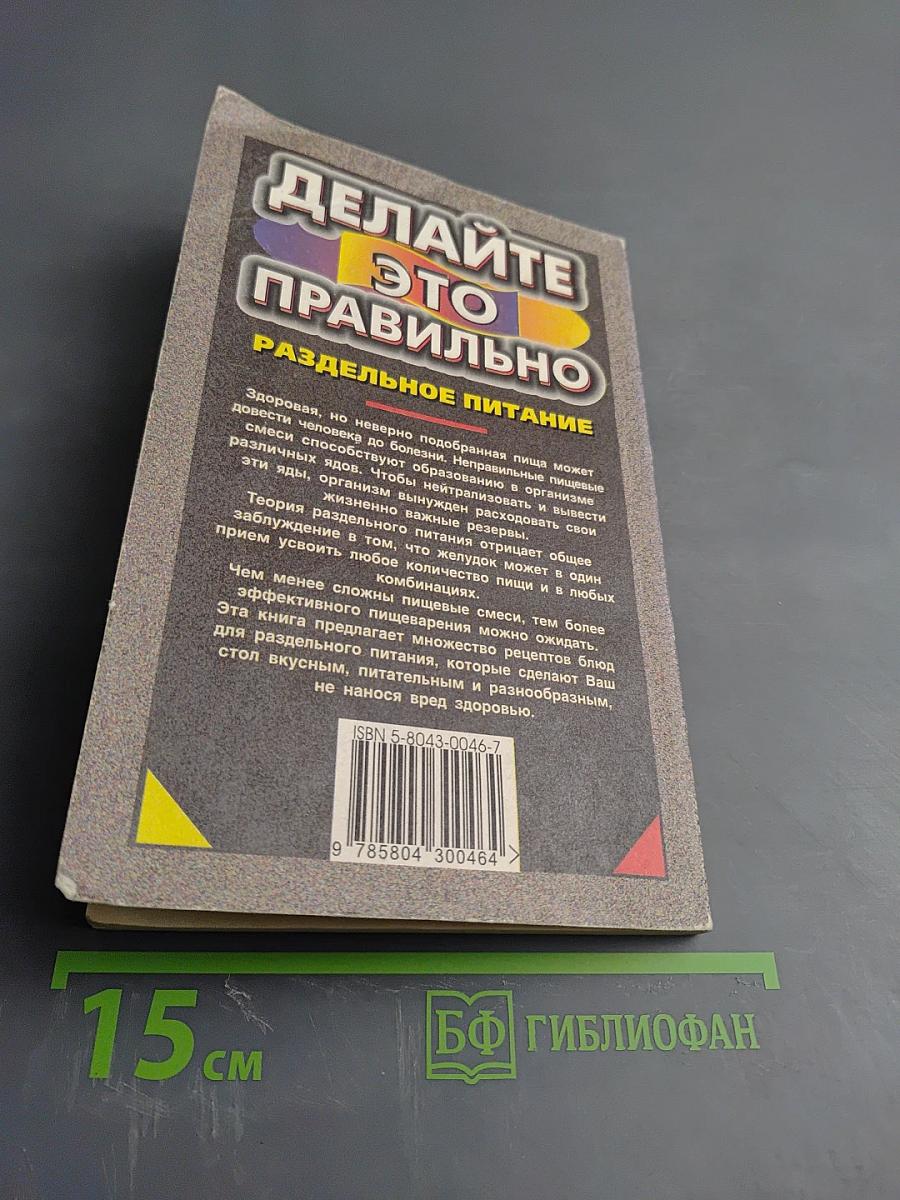 ДЕЛАЙТЕ
ЭТО
ПРАВИЛЬНО
РАЗДЕЛЬНОЕ ПИТАНИЕ
Здоровая, но неверно подобранная пища может
довести человека до болезни. Неправильные пищевые
смеси способствуют образованию в организме
различных ядов. Чтобы нейтрализовать и вывести
эти яды, организм вынужден расходовать свои
жизненно важные резервы.
Теория раздельного питания отрицает общее
заблуждение в том, что желудок может в один
прием усвоить любое количество пищи и в любых
комбинациях.
Чем менее сложны пищевые смеси, тем более
эффективного пищеварения можно ожидать.
Эта книга предлагает множество рецептов блюд
для раздельного питания, которые сделают Ваш
стол вкусным, питательным и разнообразным,
не нанося вред здоровью.
ISBN 5-8043-0046-7
9 785804 300464 >
15 см
БФ ГИБЛИОФАН